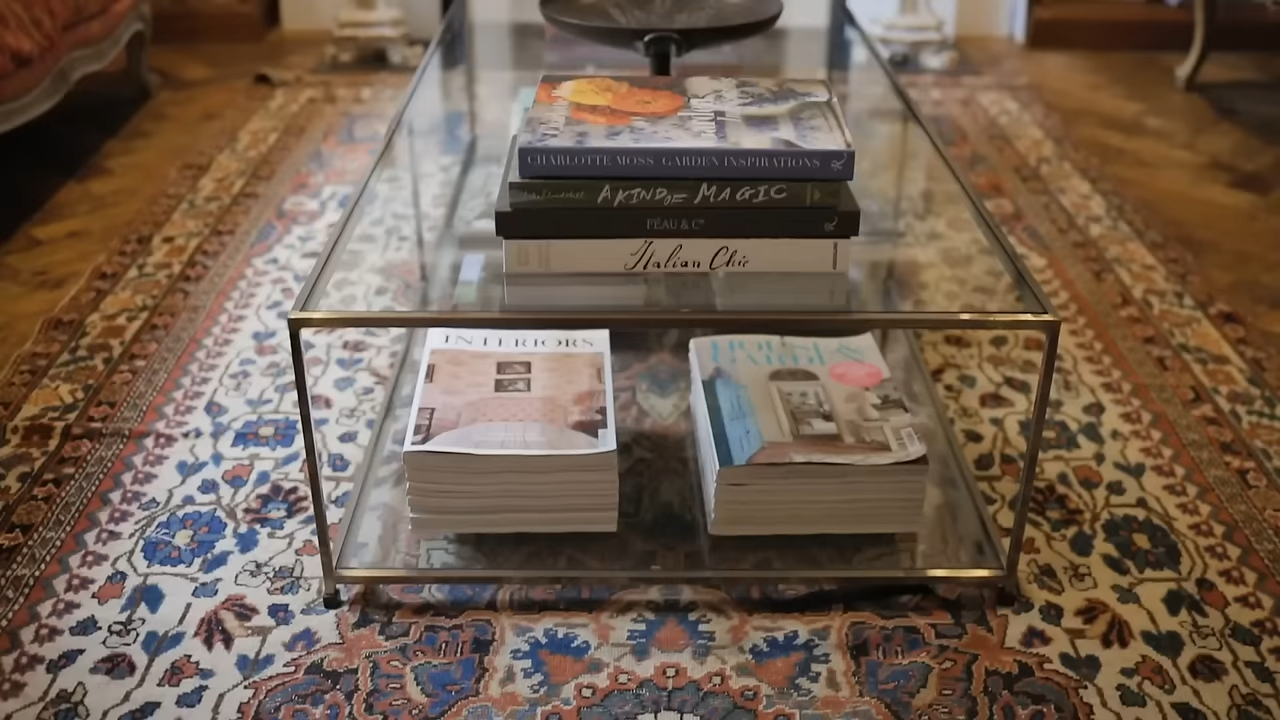 CHARLOTTE MOSS GARDEN INSPIRATIONS
A KIND OF MAGIC
FÉAU & Cie
Italian Chic
INTERIORS
HOUSE &
GARDEN